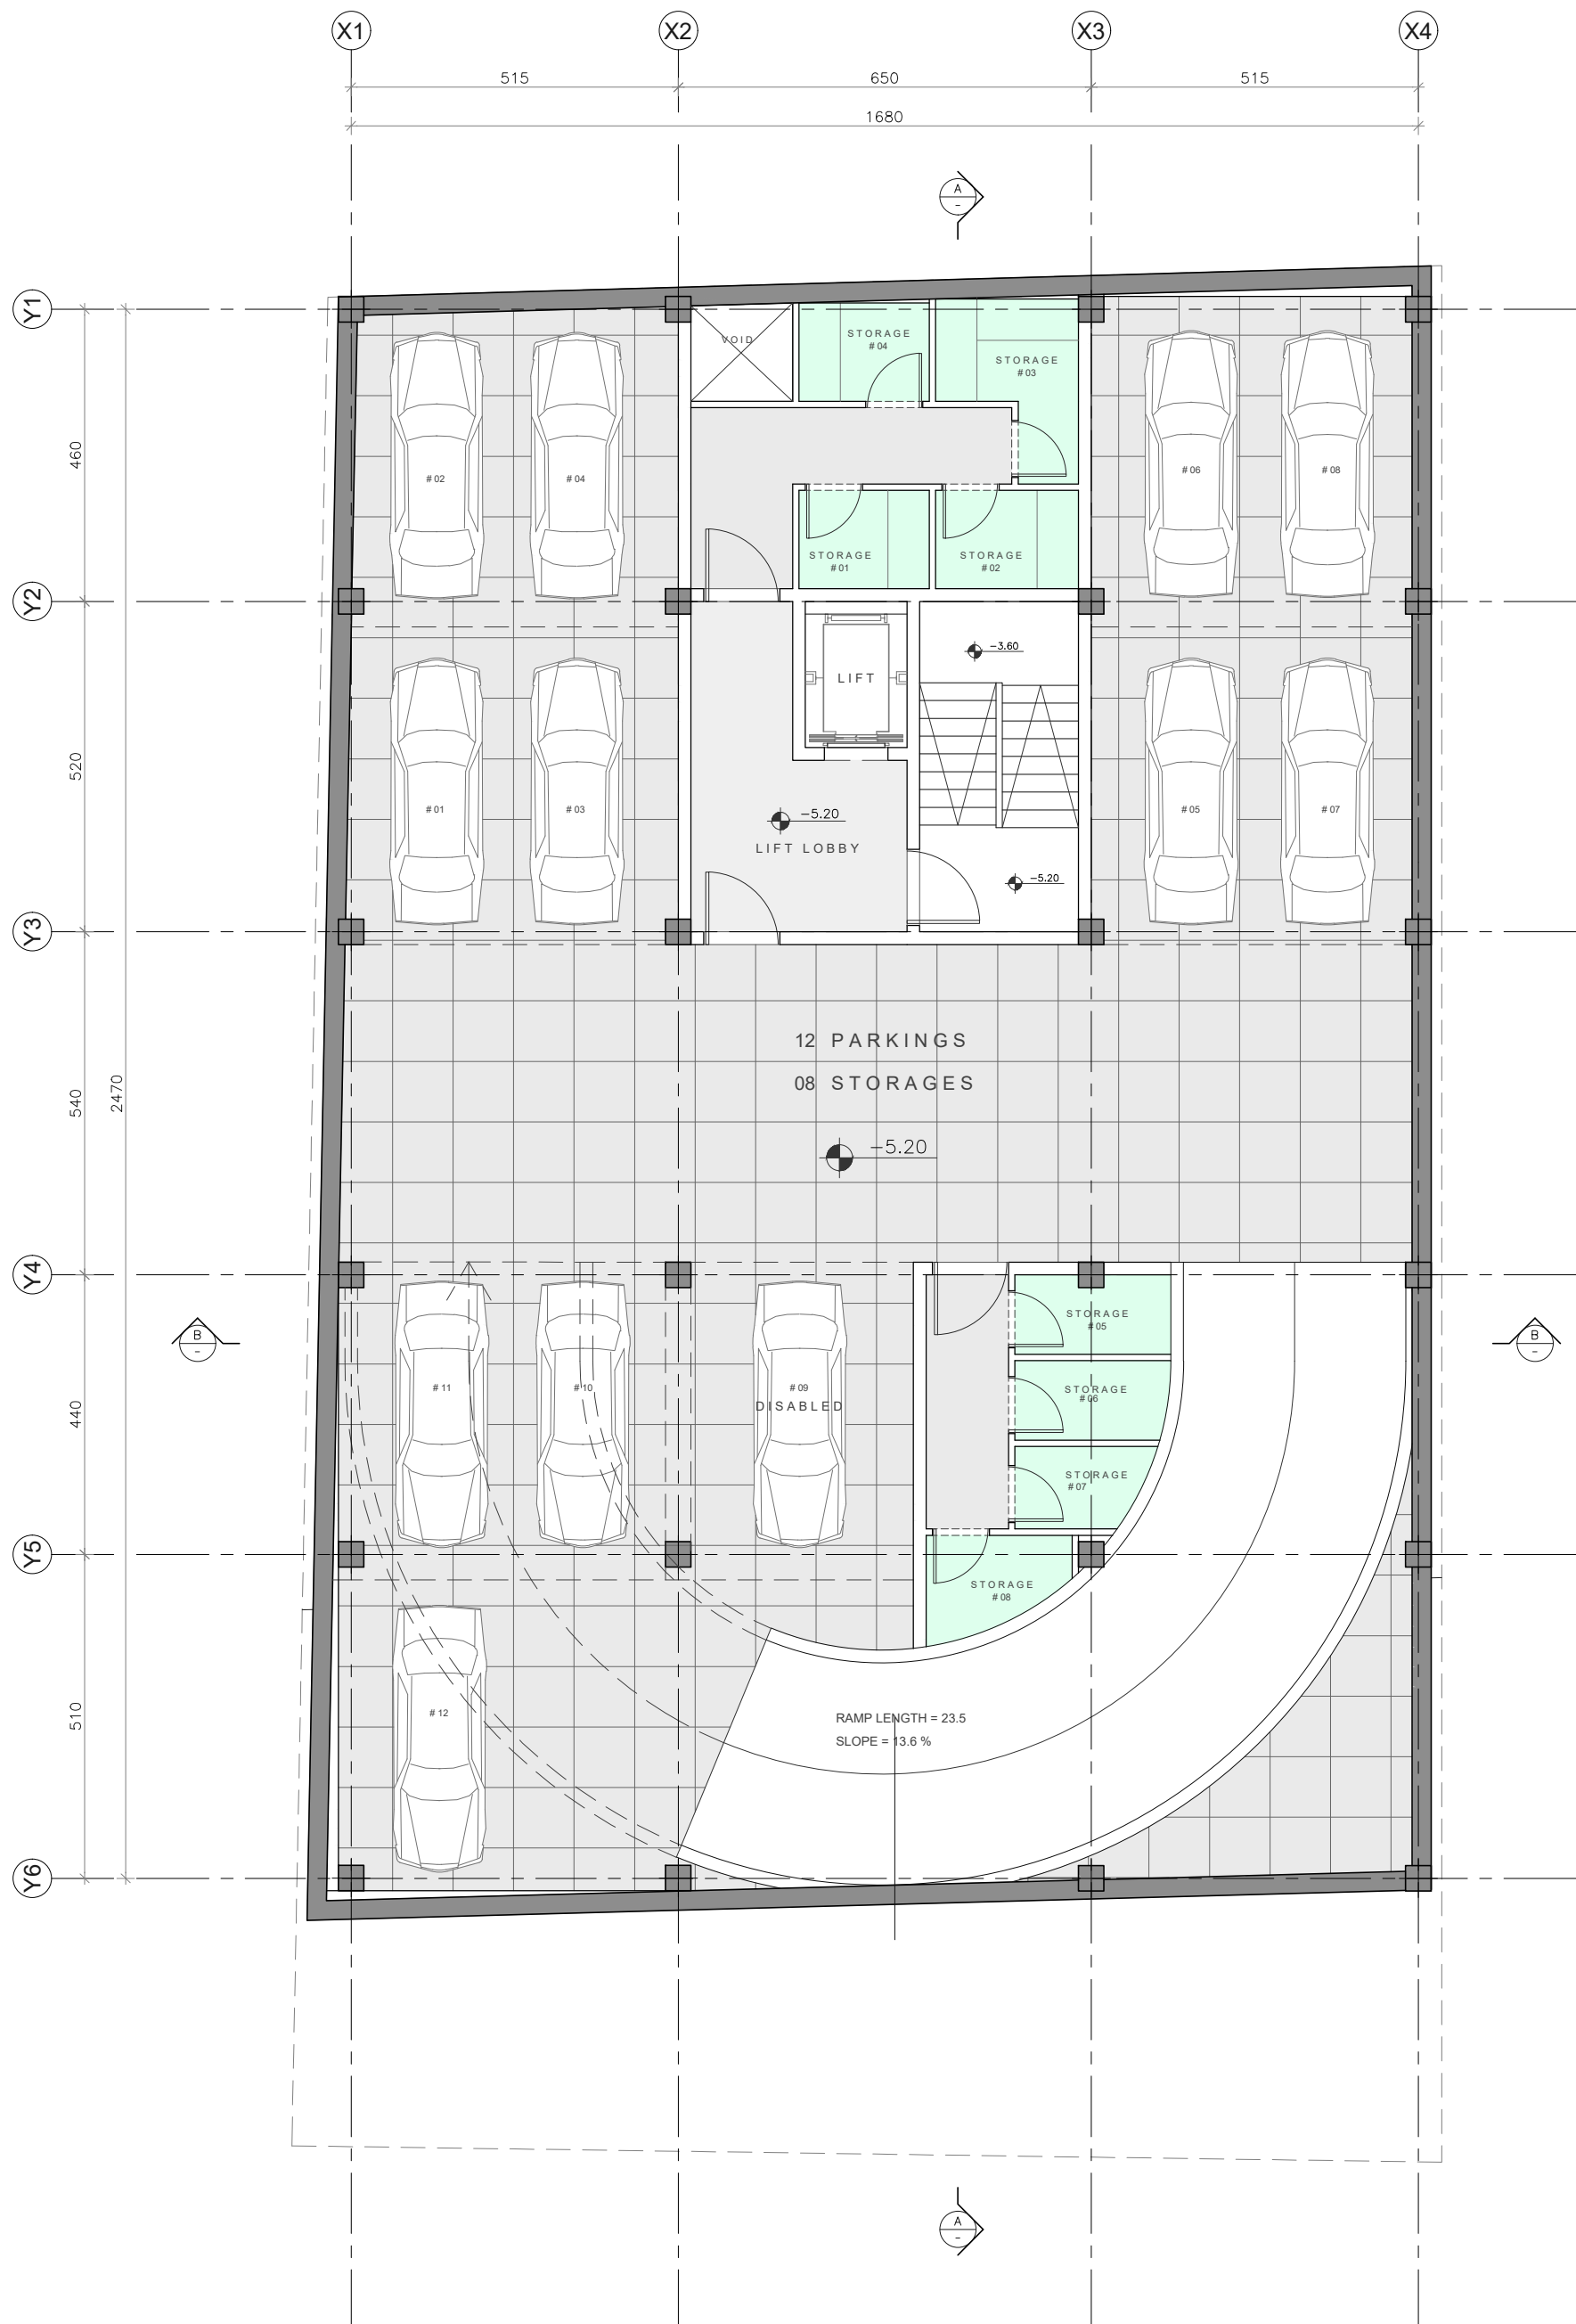 X1
X2
X3
X4
515
650
515
1680
A
-
Y1
VOID
STORAGE
# 04
STORAGE
# 03
460
# 02
# 04
# 06
# 08
STORAGE
# 01
STORAGE
# 02
Y2
-3.60
LIFT
520
# 01
# 03
-5.20
LIFT LOBBY
-5.20
# 05
# 07
Y3
12 PARKINGS
08 STORAGES
540
2470
-5.20
Y4
STORAGE
# 05
B
-
B
-
# 11
# 10
# 09
DISABLED
STORAGE
# 06
440
STORAGE
# 07
Y5
STORAGE
# 08
510
# 12
RAMP LENGTH = 23.5
SLOPE = 13.6 %
Y6
A
-